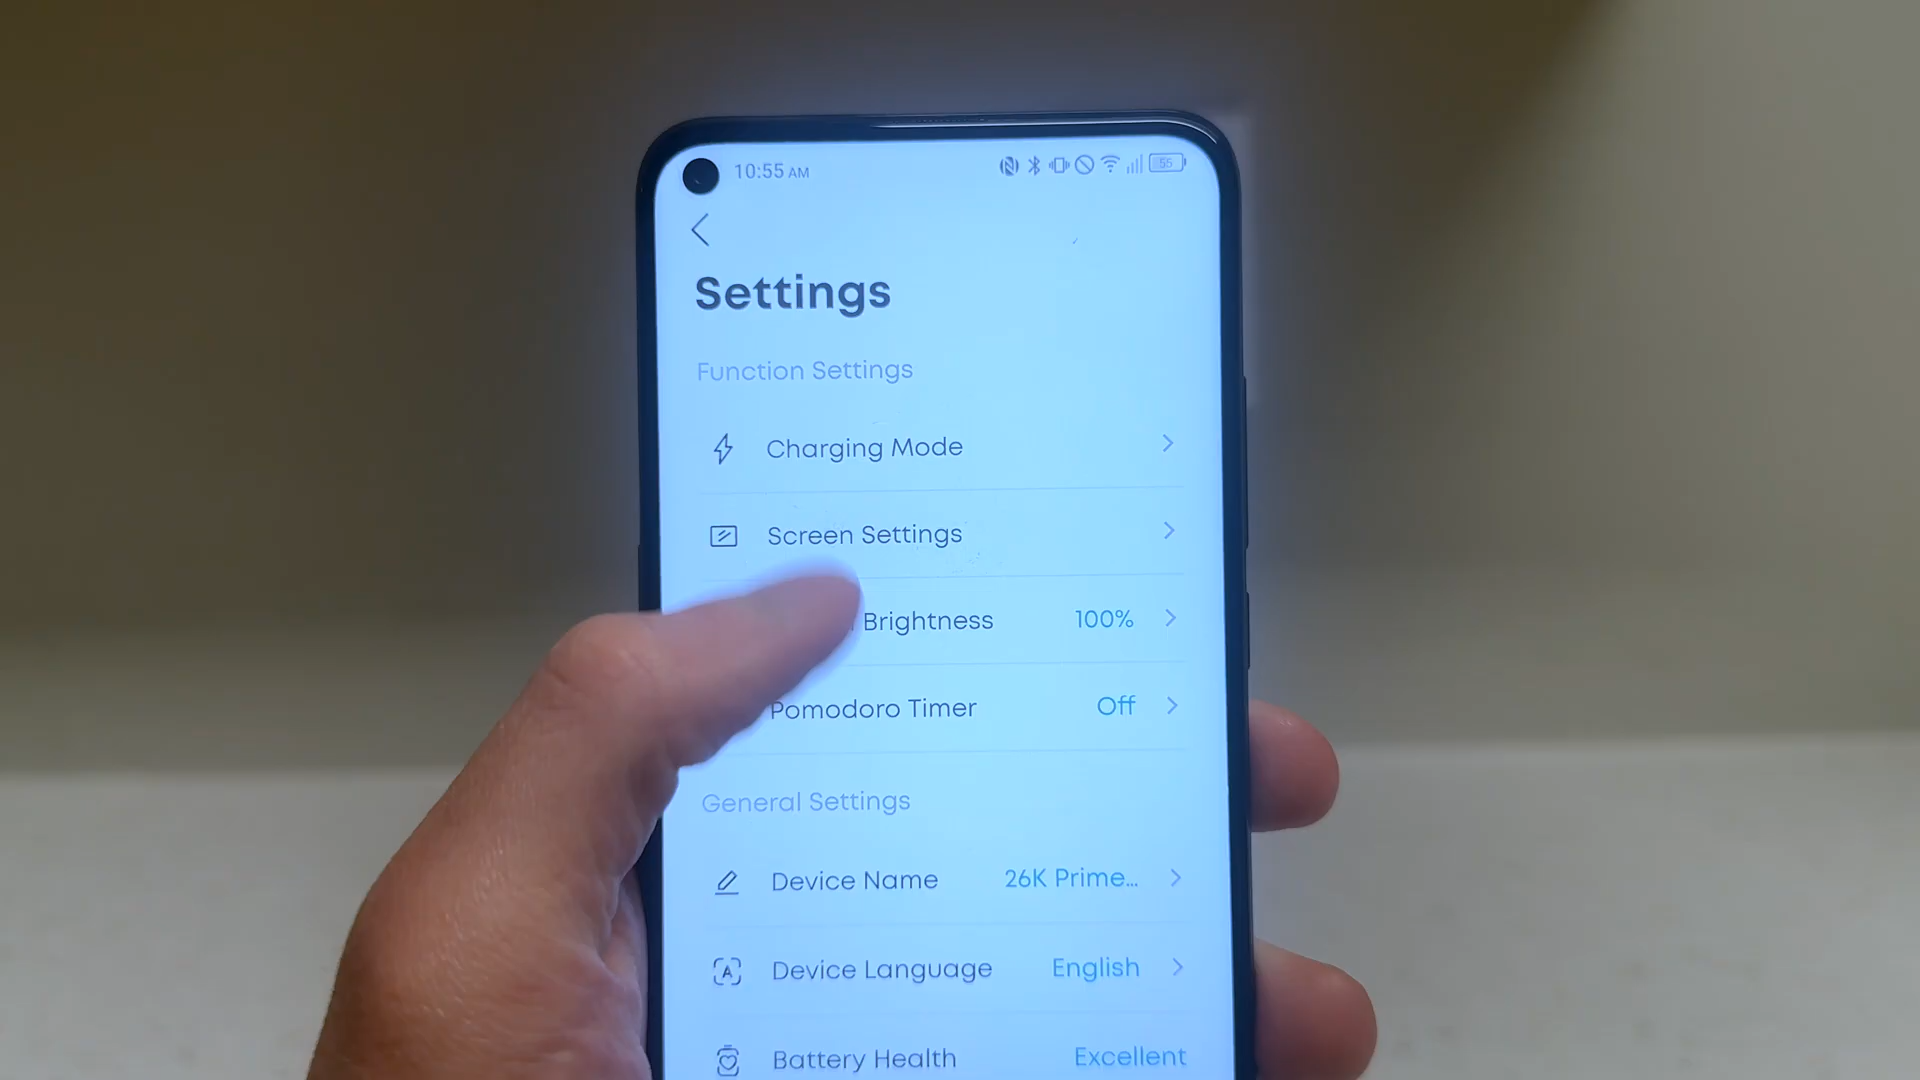 10:55 AM
55
Settings
Function Settings
Charging Mode
Screen Settings
Brightness 100%
Pomodoro Timer Off
General Settings
Device Name 26K Prime...
Device Language English
Battery Health Excellent